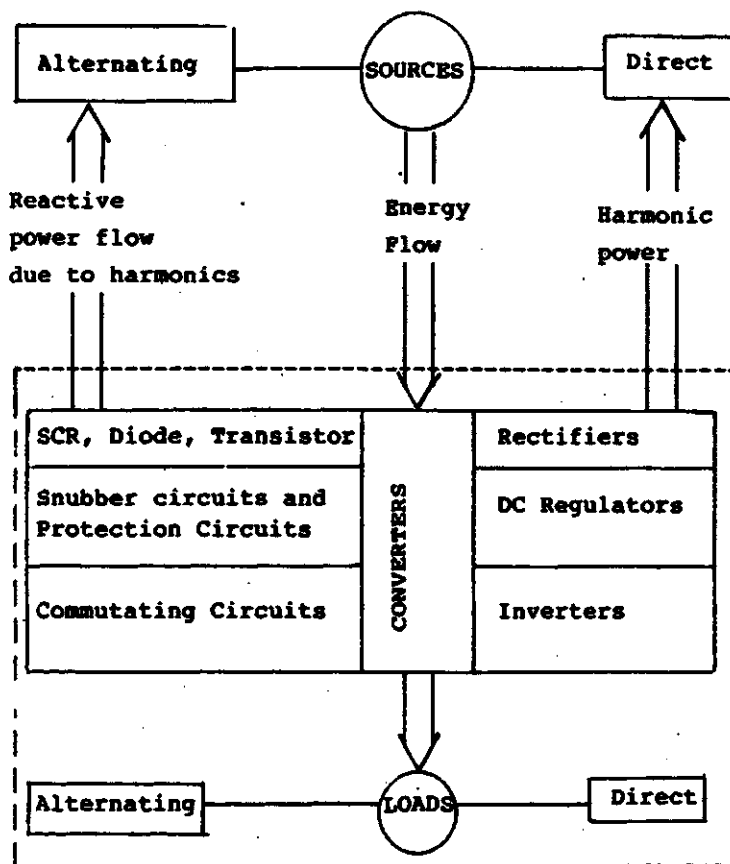 Alternating
SOURCES
Direct
Reactive
power flow
due to harmonics
Energy
Flow
Harmonic
power
SCR, Diode, Transistor
Snubber circuits and
Protection Circuits
Commutating Circuits
CONVERTERS
Rectifiers
DC Regulators
Inverters
Alternating
LOADS
Direct